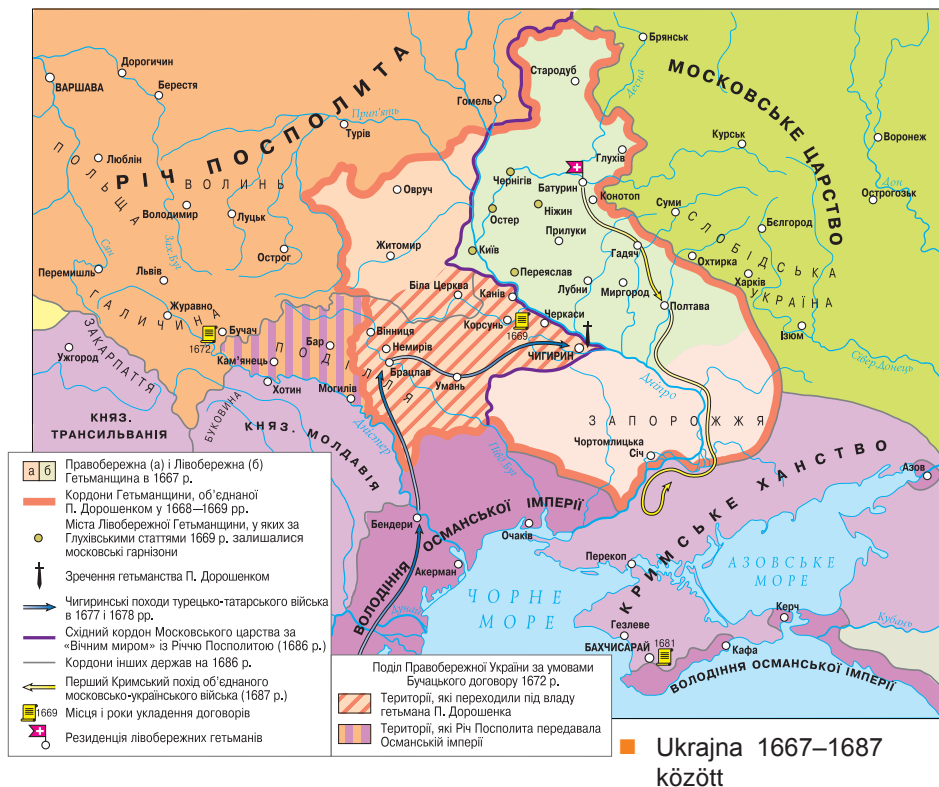 Брянськ
Дорогичин
ВАРШАВА
Берестя
РІЧ ПОСПОЛИТА
Стародуб
Десна
МОСКОВСЬКЕ ЦАРСТВО
Гомель
Прип'ять
Турів
Курськ
Воронеж
ПОЛЬЩА
Люблін
ВОЛИНЬ
Глухів
Чернігів
Батурин
Дон
Острогозьк
Овруч
Конотоп
Володимир
Луцьк
Остер
Ніжин
Суми
СЛОБІДСЬКА УКРАЇНА
Бєлгород
Прилуки
Зах.Буг
Острог
Житомир
Київ
Гадяч
Охтирка
Сян
Перемишль
Львів
Переяслав
Харків
Біла Церква
Лубни
Миргород
ГАЛИЧИНА
Журавно
Канів
Полтава
Корсунь
1669
Черкаси
Бучач
1672
Вінниця
Ізюм
ЗАКАРПАТТЯ
Ужгород
Бар
Немирів
ЧИГИРИН
Кам'янець
ПОДІЛЛЯ
Брацлав
Сівер.Донець
Умань
Хотин
Могилів
Дніпро
БУКОВИНА
КНЯЗ.
ТРАНСИЛЬВАНІЯ
КНЯЗ. МОЛДАВІЯ
Дністер
ЗАПОРОЖЖЯ
Півд.Буг
Чортомлицька
Січ
КРИМСЬКЕ ХАНСТВО
Азов
Бендери
ВОЛОДІННЯ ОСМАНСЬКОЇ ІМПЕРІЇ
Очаків
Перекоп
АЗОВСЬКЕ
МОРЕ
Акерман
ЧОРНЕ
МОРЕ
Дунай
Керч
Кубань
Гезлеве
БАХЧИСАРАЙ
1681
Кафа
ВОЛОДІННЯ ОСМАНСЬКОЇ ІМПЕРІЇ
а б Правобережна (а) і Лівобережна (б)
Гетьманщина в 1667 р.
Кордони Гетьманщини, об'єднаної
П. Дорошенком у 1668–1669 рр.
Міста Лівобережної Гетьманщини, у яких за
Глухівськими статтями 1669 р. залишалися
московські гарнізони
Зречення гетьманства П. Дорошенком
Чигиринські походи турецько-татарського війська
в 1677 і 1678 рр.
Східний кордон Московського царства за
«Вічним миром» із Річчю Посполитою (1686 р.)
Кордони інших держав на 1686 р.
Перший Кримський похід об'єднаного
московсько-українського війська (1687 р.)
1669 Місця і роки укладення договорів
Резиденція лівобережних гетьманів
Поділ Правобережної України за умовами
Бучацького договору 1672 р.
Території, які переходили під владу
гетьмана П. Дорошенка
Території, які Річ Посполита передавала
Османській імперії
Ukrajna 1667–1687
között